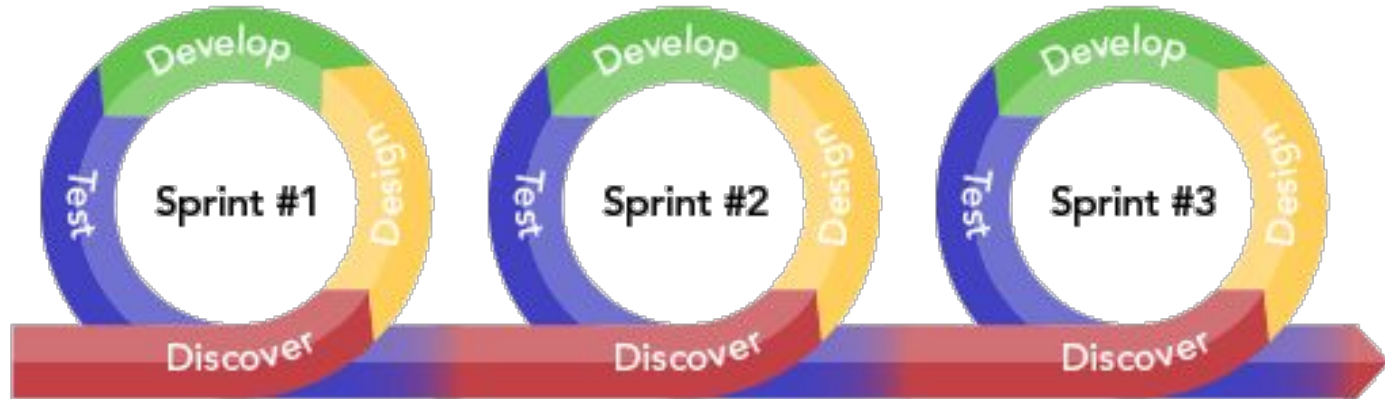 Develop
Design
Test
Sprint #1
Discover
Develop
Design
Test
Sprint #2
Discover
Develop
Design
Test
Sprint #3
Discover